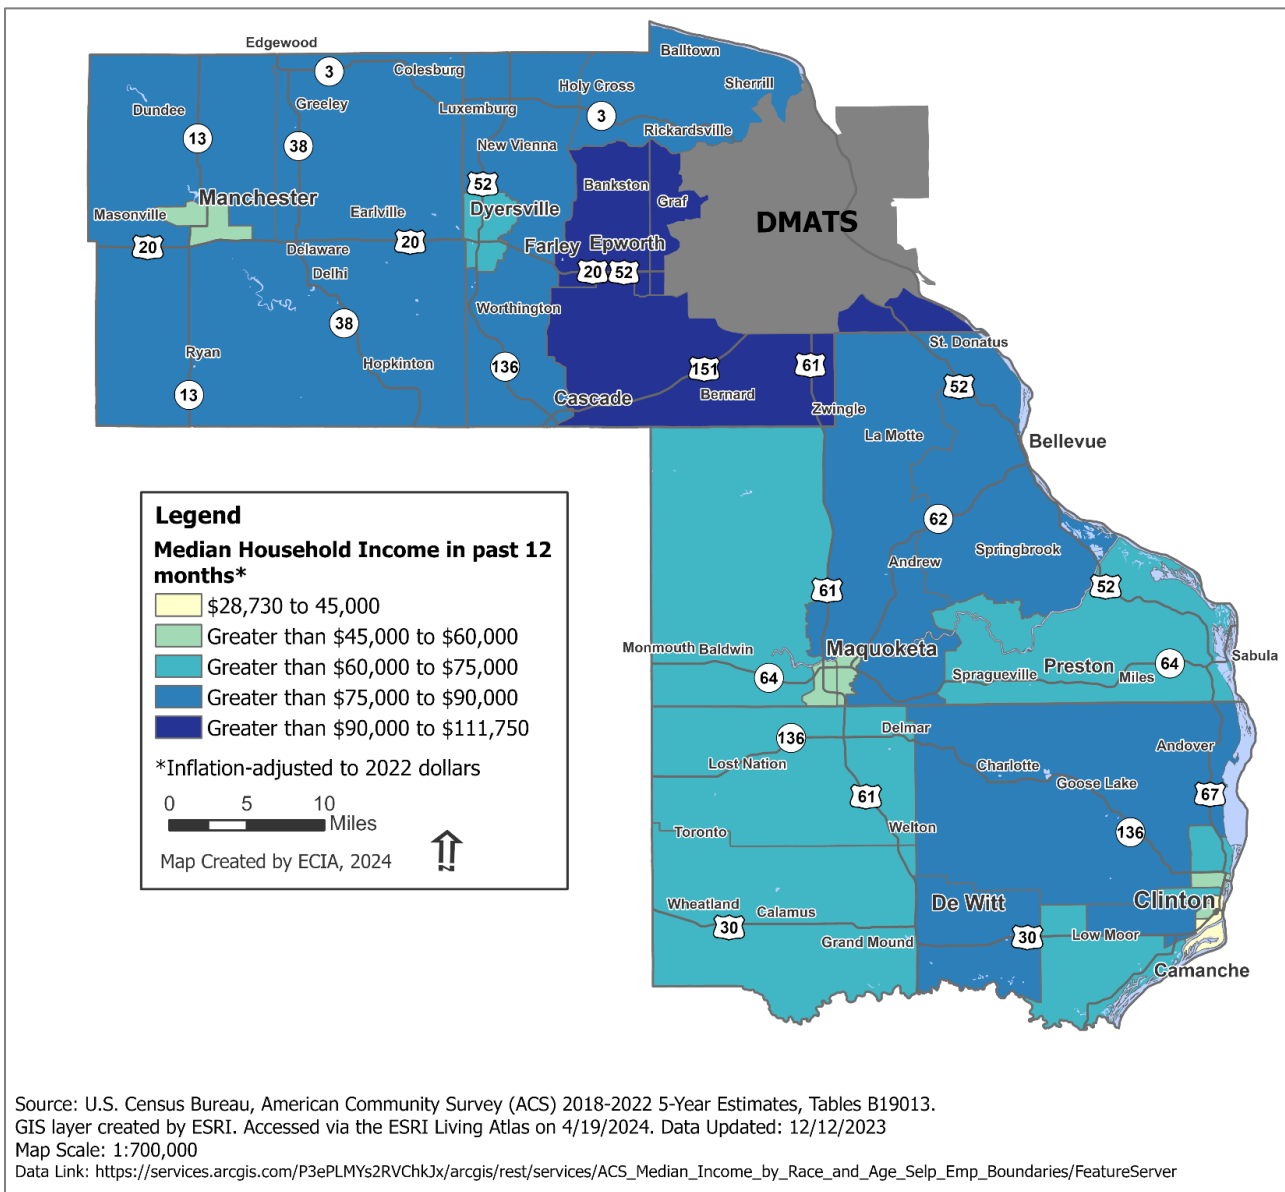 Edgewood
Balltown
3
Colesburg
Sherrill
Holy Cross
Dundee
Greeley
Luxemburg
3
Rickardsville
13
38
New Vienna
52
Bankston
Manchester
Graf
Masonville
Earlville
Dyersville
DMATS
20
Delaware
20
Farley
Epworth
Delhi
20
52
Worthington
38
St. Donatus
Ryan
Hopkinton
136
151
61
52
13
Cascade
Bernard
Zwingle
La Motte
Bellevue
62
Springbrook
Andrew
61
52
Monmouth
Baldwin
Maquoketa
Sabula
64
Spragueville
Preston
Miles
64
136
Delmar
Andover
Lost Nation
Charlotte
Goose Lake
61
67
Toronto
Welton
136
Wheatland
Calamus
De Witt
Clinton
30
Grand Mound
30
Low Moor
Camanche
Legend
Median Household Income in past 12
months*
$28,730 to 45,000
Greater than $45,000 to $60,000
Greater than $60,000 to $75,000
Greater than $75,000 to $90,000
Greater than $90,000 to $111,750
*Inflation-adjusted to 2022 dollars
0 5 10
Miles
Map Created by ECIA, 2024
N
Source: U.S. Census Bureau, American Community Survey (ACS) 2018-2022 5-Year Estimates, Tables B19013.
GIS layer created by ESRI. Accessed via the ESRI Living Atlas on 4/19/2024. Data Updated: 12/12/2023
Map Scale: 1:700,000
Data Link: https://services.arcgis.com/P3ePLMYs2RVChkJx/arcgis/rest/services/ACS_Median_Income_by_Race_and_Age_Selp_Emp_Boundaries/FeatureServer